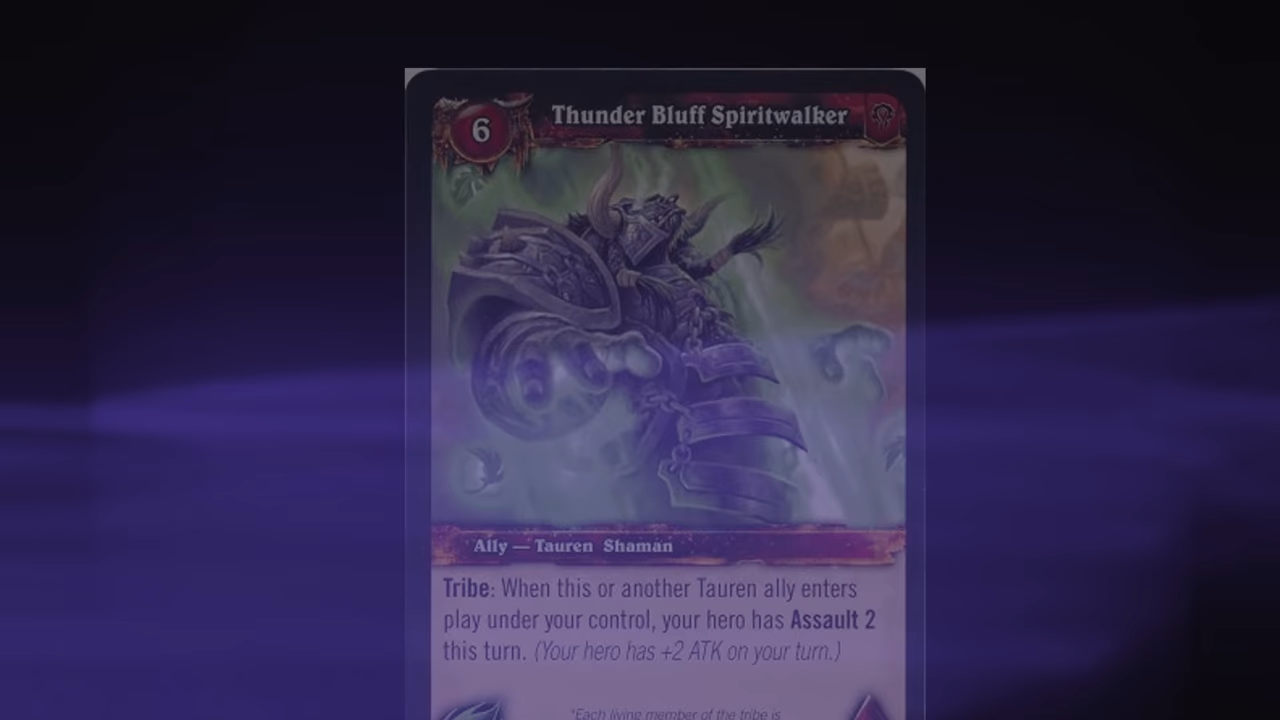 6
Thunder Bluff Spiritwalker
Ally — Tauren Shaman
Tribe: When this or another Tauren ally enters
play under your control, your hero has Assault 2
this turn. (Your hero has +2 ATK on your turn.)
"Each living member of the tribe is